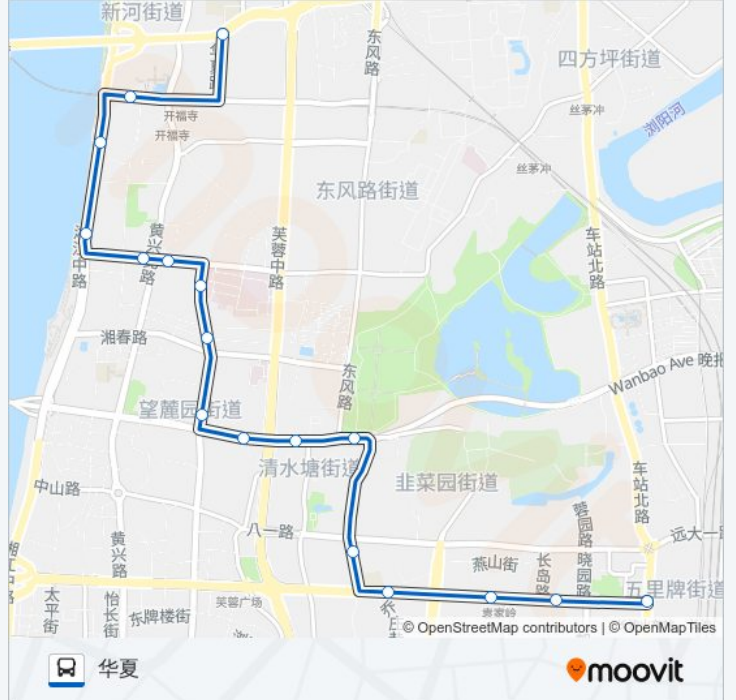 新河街道
东风路
四方坪街道
丝茅冲
浏阳河
开福寺
开福寺
丝茅冲
东风路街道
黄兴
路
芙蓉中路
车站北路
湘春路
Wanbao Ave 晚报
东风路
望麓园街道
清水塘街道
韭菜园街道
车站北路
中山路
蓉园路
八一路
远大一
黄兴路
燕山街
长岛路
晓园路
五里牌街道
太平街
怡长街
东牌楼街
芙蓉广场
袁家岭
© OpenStreetMap contributors | © OpenMapTiles
华夏
moovit